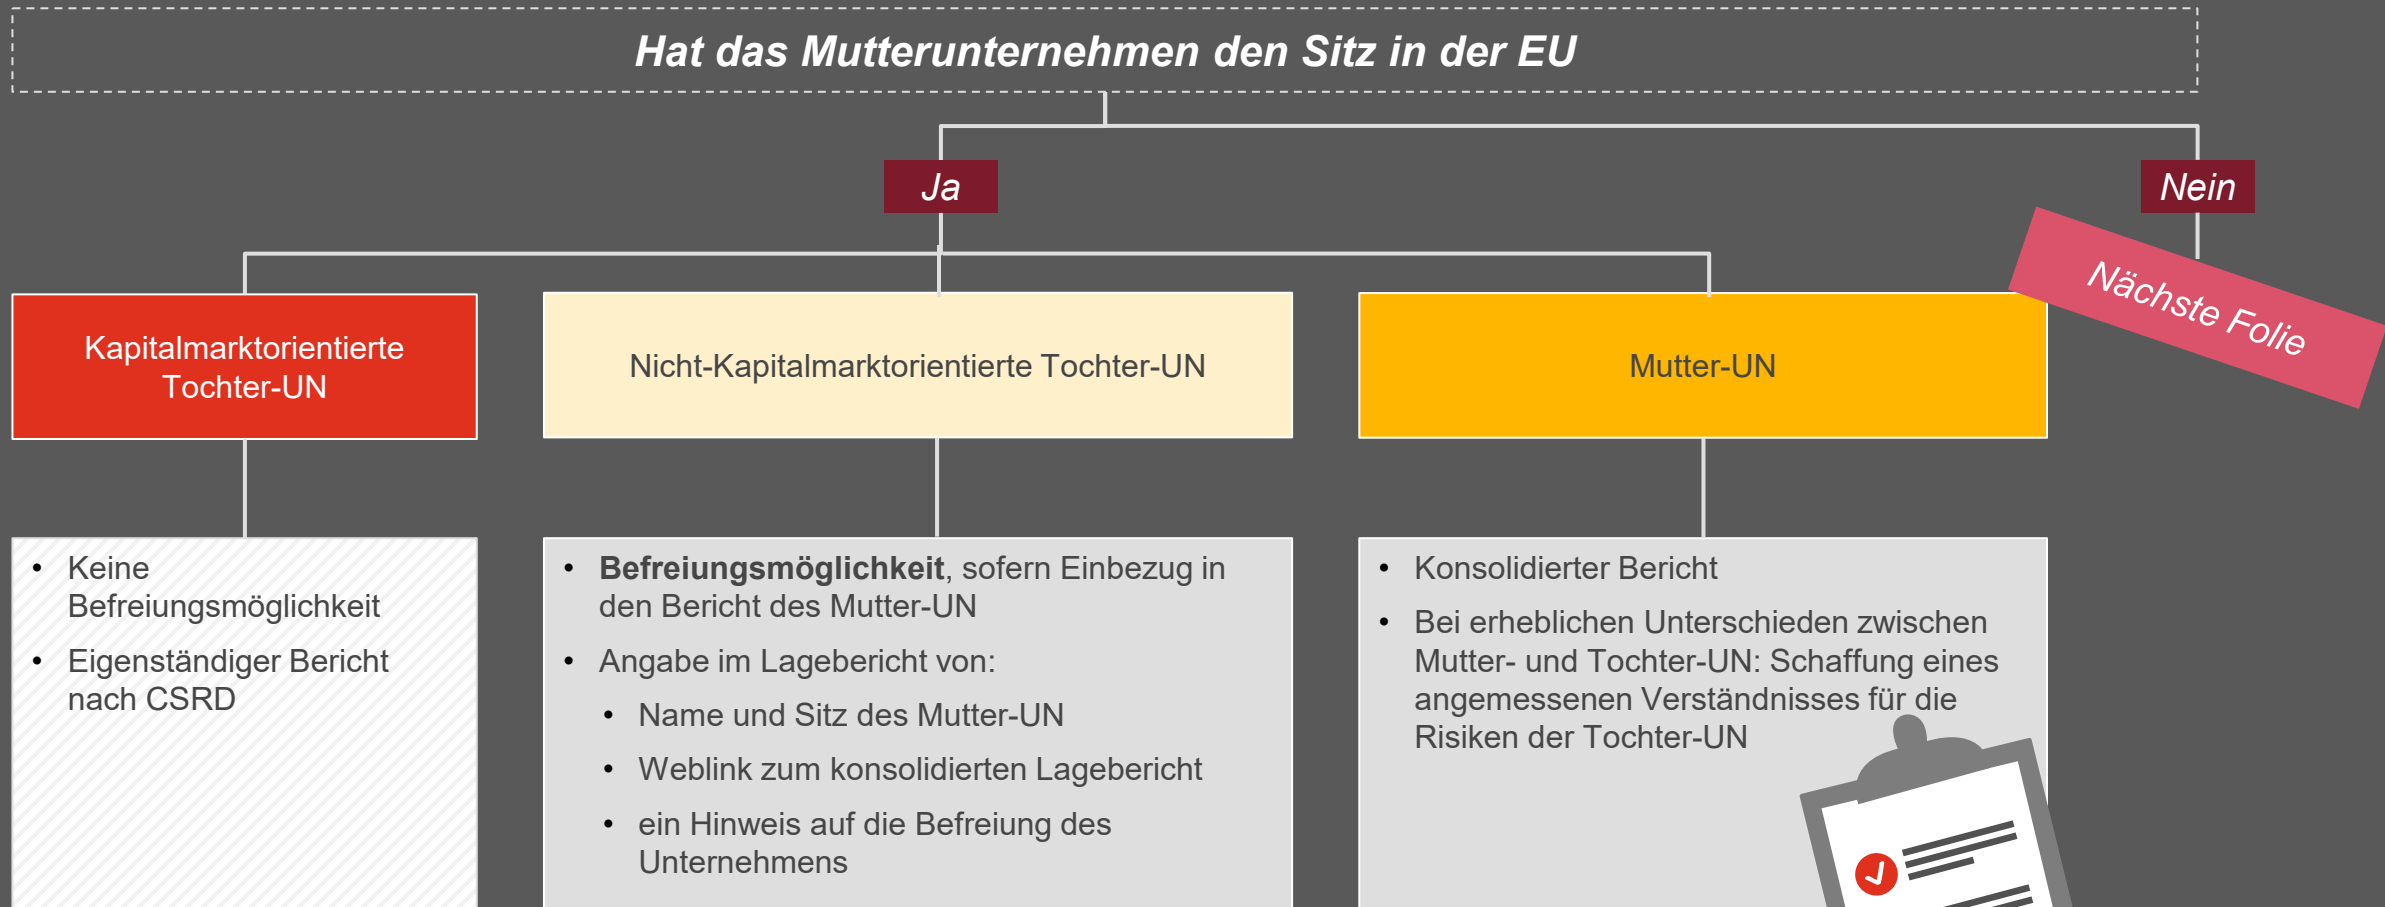 Hat das Mutterunternehmen den Sitz in der EU
Ja
Nein
Nächste Folie
Kapitalmarktorientierte
Tochter-UN
Nicht-Kapitalmarktorientierte Tochter-UN
Mutter-UN
• Keine
Befreiungsmöglichkeit
• Eigenständiger Bericht
nach CSRD
• Befreiungsmöglichkeit, sofern Einbezug in
den Bericht des Mutter-UN
• Angabe im Lagebericht von:
• Name und Sitz des Mutter-UN
• Weblink zum konsolidierten Lagebericht
• ein Hinweis auf die Befreiung des
Unternehmens
• Konsolidierter Bericht
• Bei erheblichen Unterschieden zwischen
Mutter- und Tochter-UN: Schaffung eines
angemessenen Verständnisses für die
Risiken der Tochter-UN